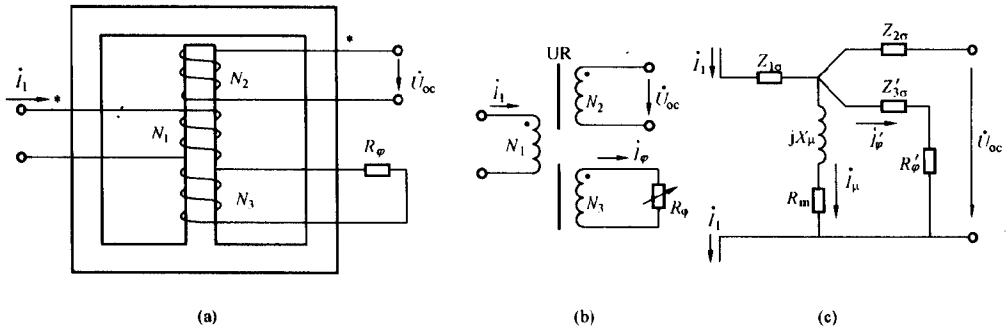 *
N₂
U̇oc
İ₁
*
N₁
Rφ
N₃
(a)
UR
İ₁
N₁
N₂
U̇oc
İφ
N₃
Rφ
(b)
İ₁
Z₁σ
Z₂σ
Z′₃σ
İ′φ
jXμ
R′φ
U̇oc
Rm
İμ
İ₁
(c)